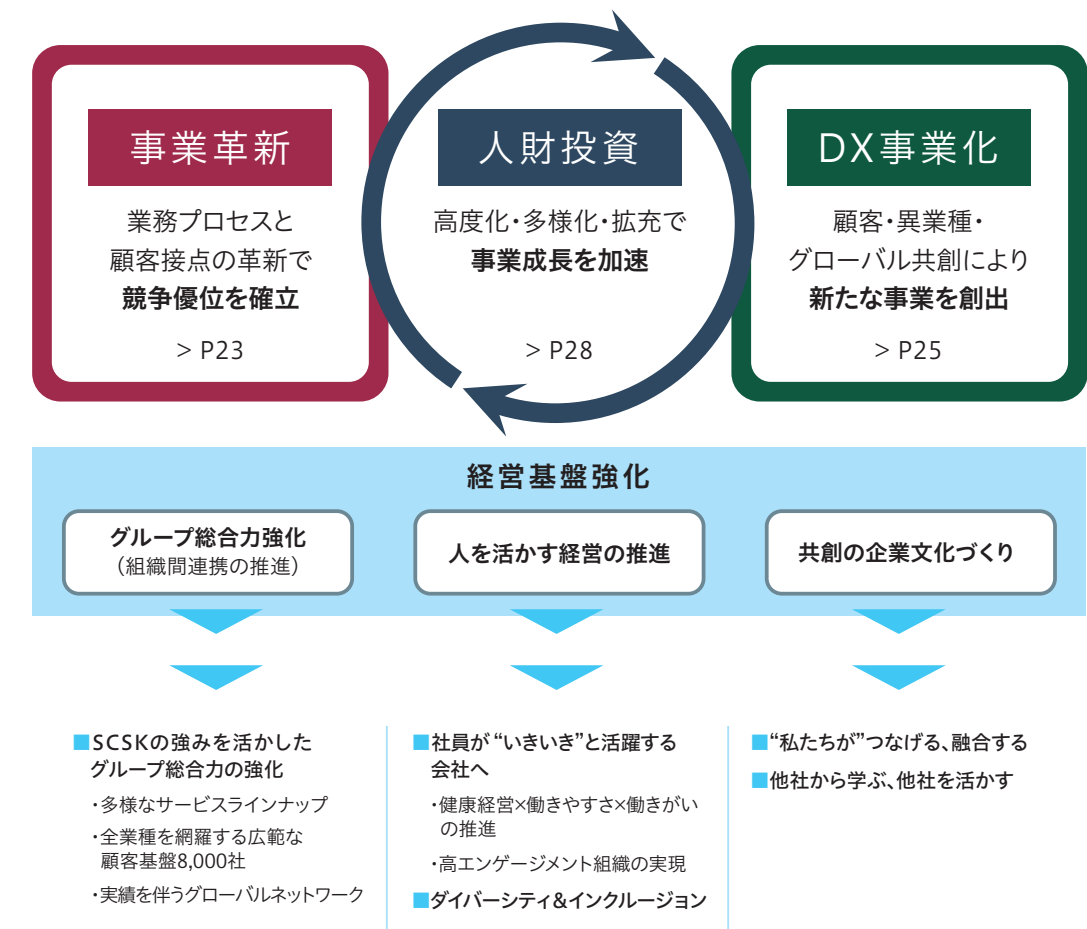 事業革新
業務プロセスと
顧客接点の革新で
競争優位を確立
> P23
人財投資
高度化・多様化・拡充で
事業成長を加速
> P28
DX事業化
顧客・異業種・
グローバル共創により
新たな事業を創出
> P25
経営基盤強化
グループ総合力強化
（組織間連携の推進）
人を活かす経営の推進
共創の企業文化づくり
■SCSKの強みを活かした
グループ総合力の強化
・多様なサービスラインナップ
・全業種を網羅する広範な
顧客基盤8,000社
・実績を伴うグローバルネットワーク
■社員が“いきいき”と活躍する
会社へ
・健康経営×働きやすさ×働きがい
の推進
・高エンゲージメント組織の実現
■ダイバーシティ＆インクルージョン
■“私たちが”つなげる、融合する
■他社から学ぶ、他社を活かす